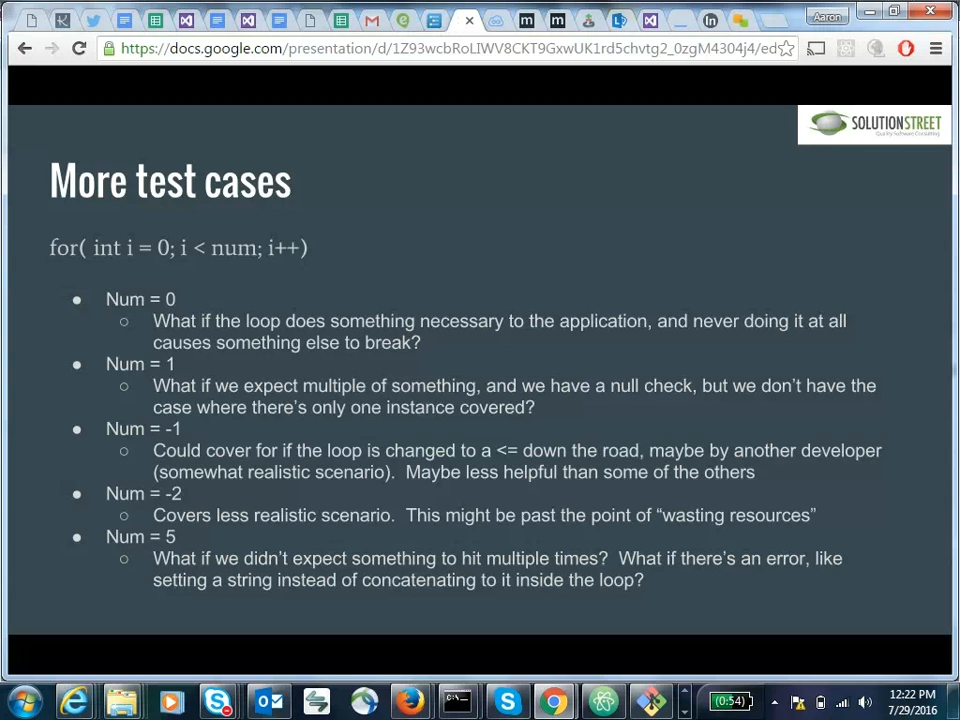 Aaron
https://docs.google.com/presentation/d/1Z93wcbRoLIWV8CKT9GxwUK1rd5chvtg2_0zgM4304j4/ed
SOLUTIONSTREET
Quality Software Consulting
More test cases
for( int i = 0; i < num; i++)
● Num = 0
○ What if the loop does something necessary to the application, and never doing it at all
causes something else to break?
● Num = 1
○ What if we expect multiple of something, and we have a null check, but we don't have the
case where there's only one instance covered?
● Num = -1
○ Could cover for if the loop is changed to a <= down the road, maybe by another developer
(somewhat realistic scenario). Maybe less helpful than some of the others
● Num = -2
○ Covers less realistic scenario. This might be past the point of “wasting resources”
● Num = 5
○ What if we didn't expect something to hit multiple times? What if there's an error, like
setting a string instead of concatenating to it inside the loop?
(0:54)
12:22 PM
7/29/2016